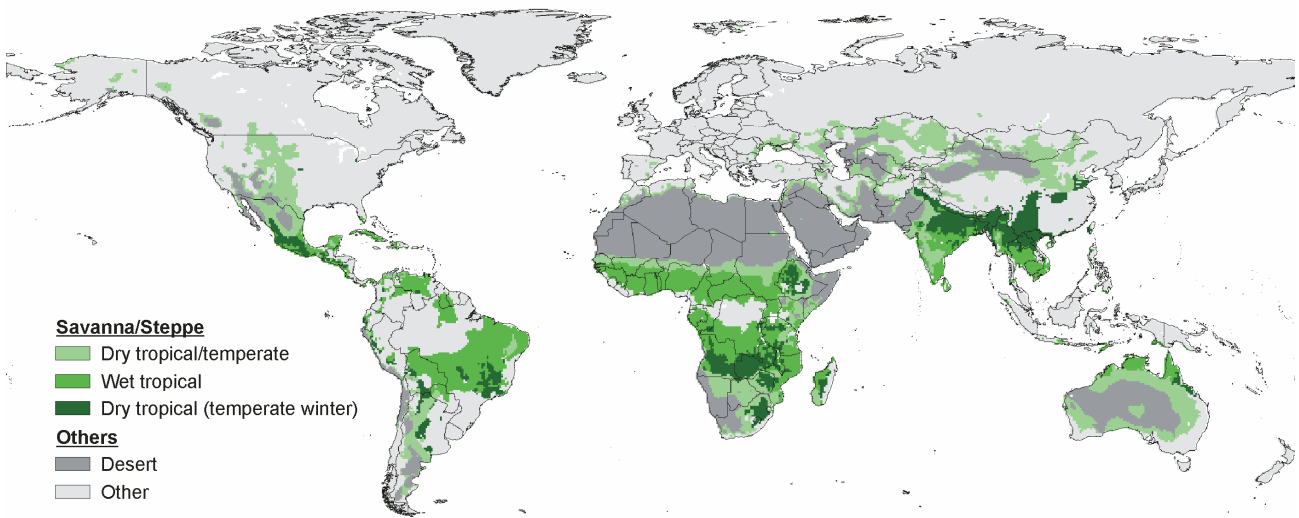 Savanna/Steppe
Dry tropical/temperate
Wet tropical
Dry tropical (temperate winter)
Others
Desert
Other